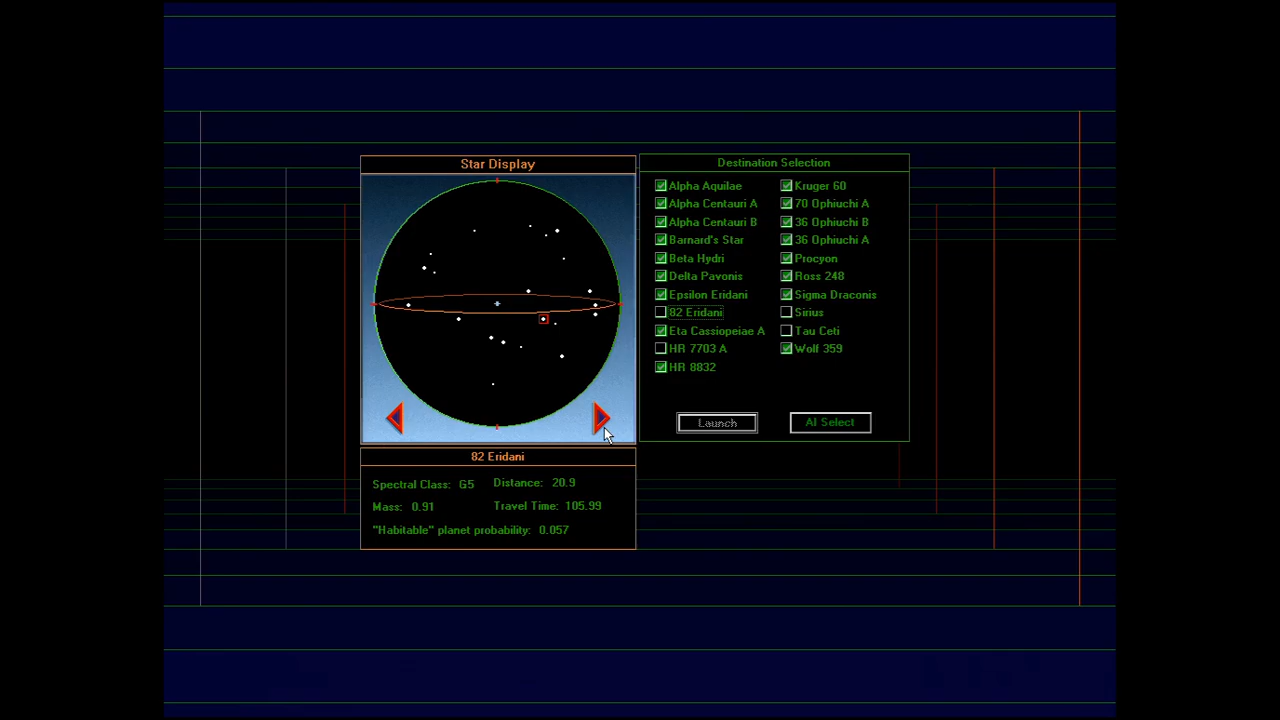 Star Display
Destination Selection
Alpha Aquilae
Alpha Centauri A
Alpha Centauri B
Barnard's Star
Beta Hydri
Delta Pavonis
Epsilon Eridani
82 Eridani
Eta Cassiopeiae A
HR 7703 A
HR 8832
Kruger 60
70 Ophiuchi A
36 Ophiuchi B
36 Ophiuchi A
Procyon
Ross 248
Sigma Draconis
Sirius
Tau Ceti
Wolf 359
Launch
AI Select
82 Eridani
Spectral Class: G5
Distance: 20.9
Mass: 0.91
Travel Time: 105.99
"Habitable" planet probability: 0.057